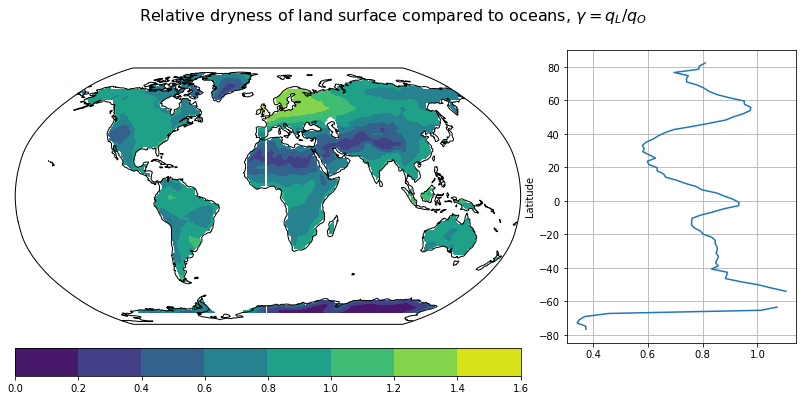 Relative dryness of land surface compared to oceans, γ = q_L/q_O
80
60
40
20
0
−20
−40
−60
−80
Latitude
0.4 0.6 0.8 1.0
0.0 0.2 0.4 0.6 0.8 1.0 1.2 1.4 1.6